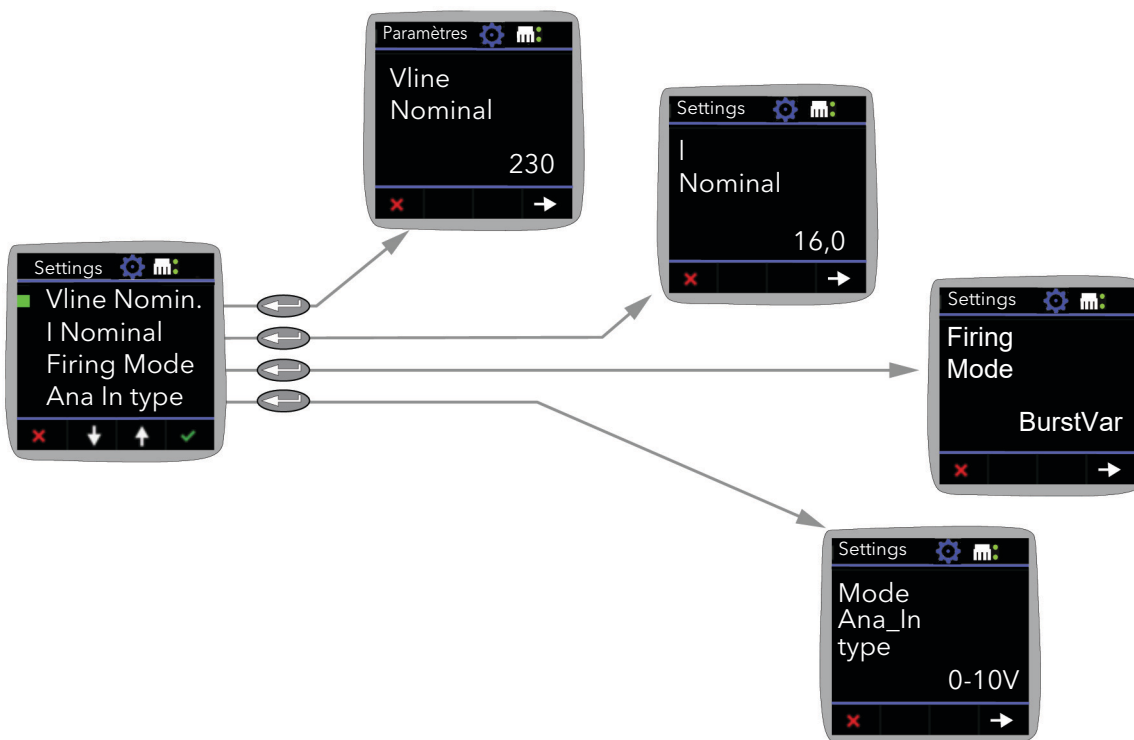 Paramètres
Vline
Nominal
230
Settings
I
Nominal
16,0
Settings
Vline Nomin.
I Nominal
Firing Mode
Ana In type
Settings
Firing
Mode
BurstVar
Settings
Mode
Ana_In
type
0-10V